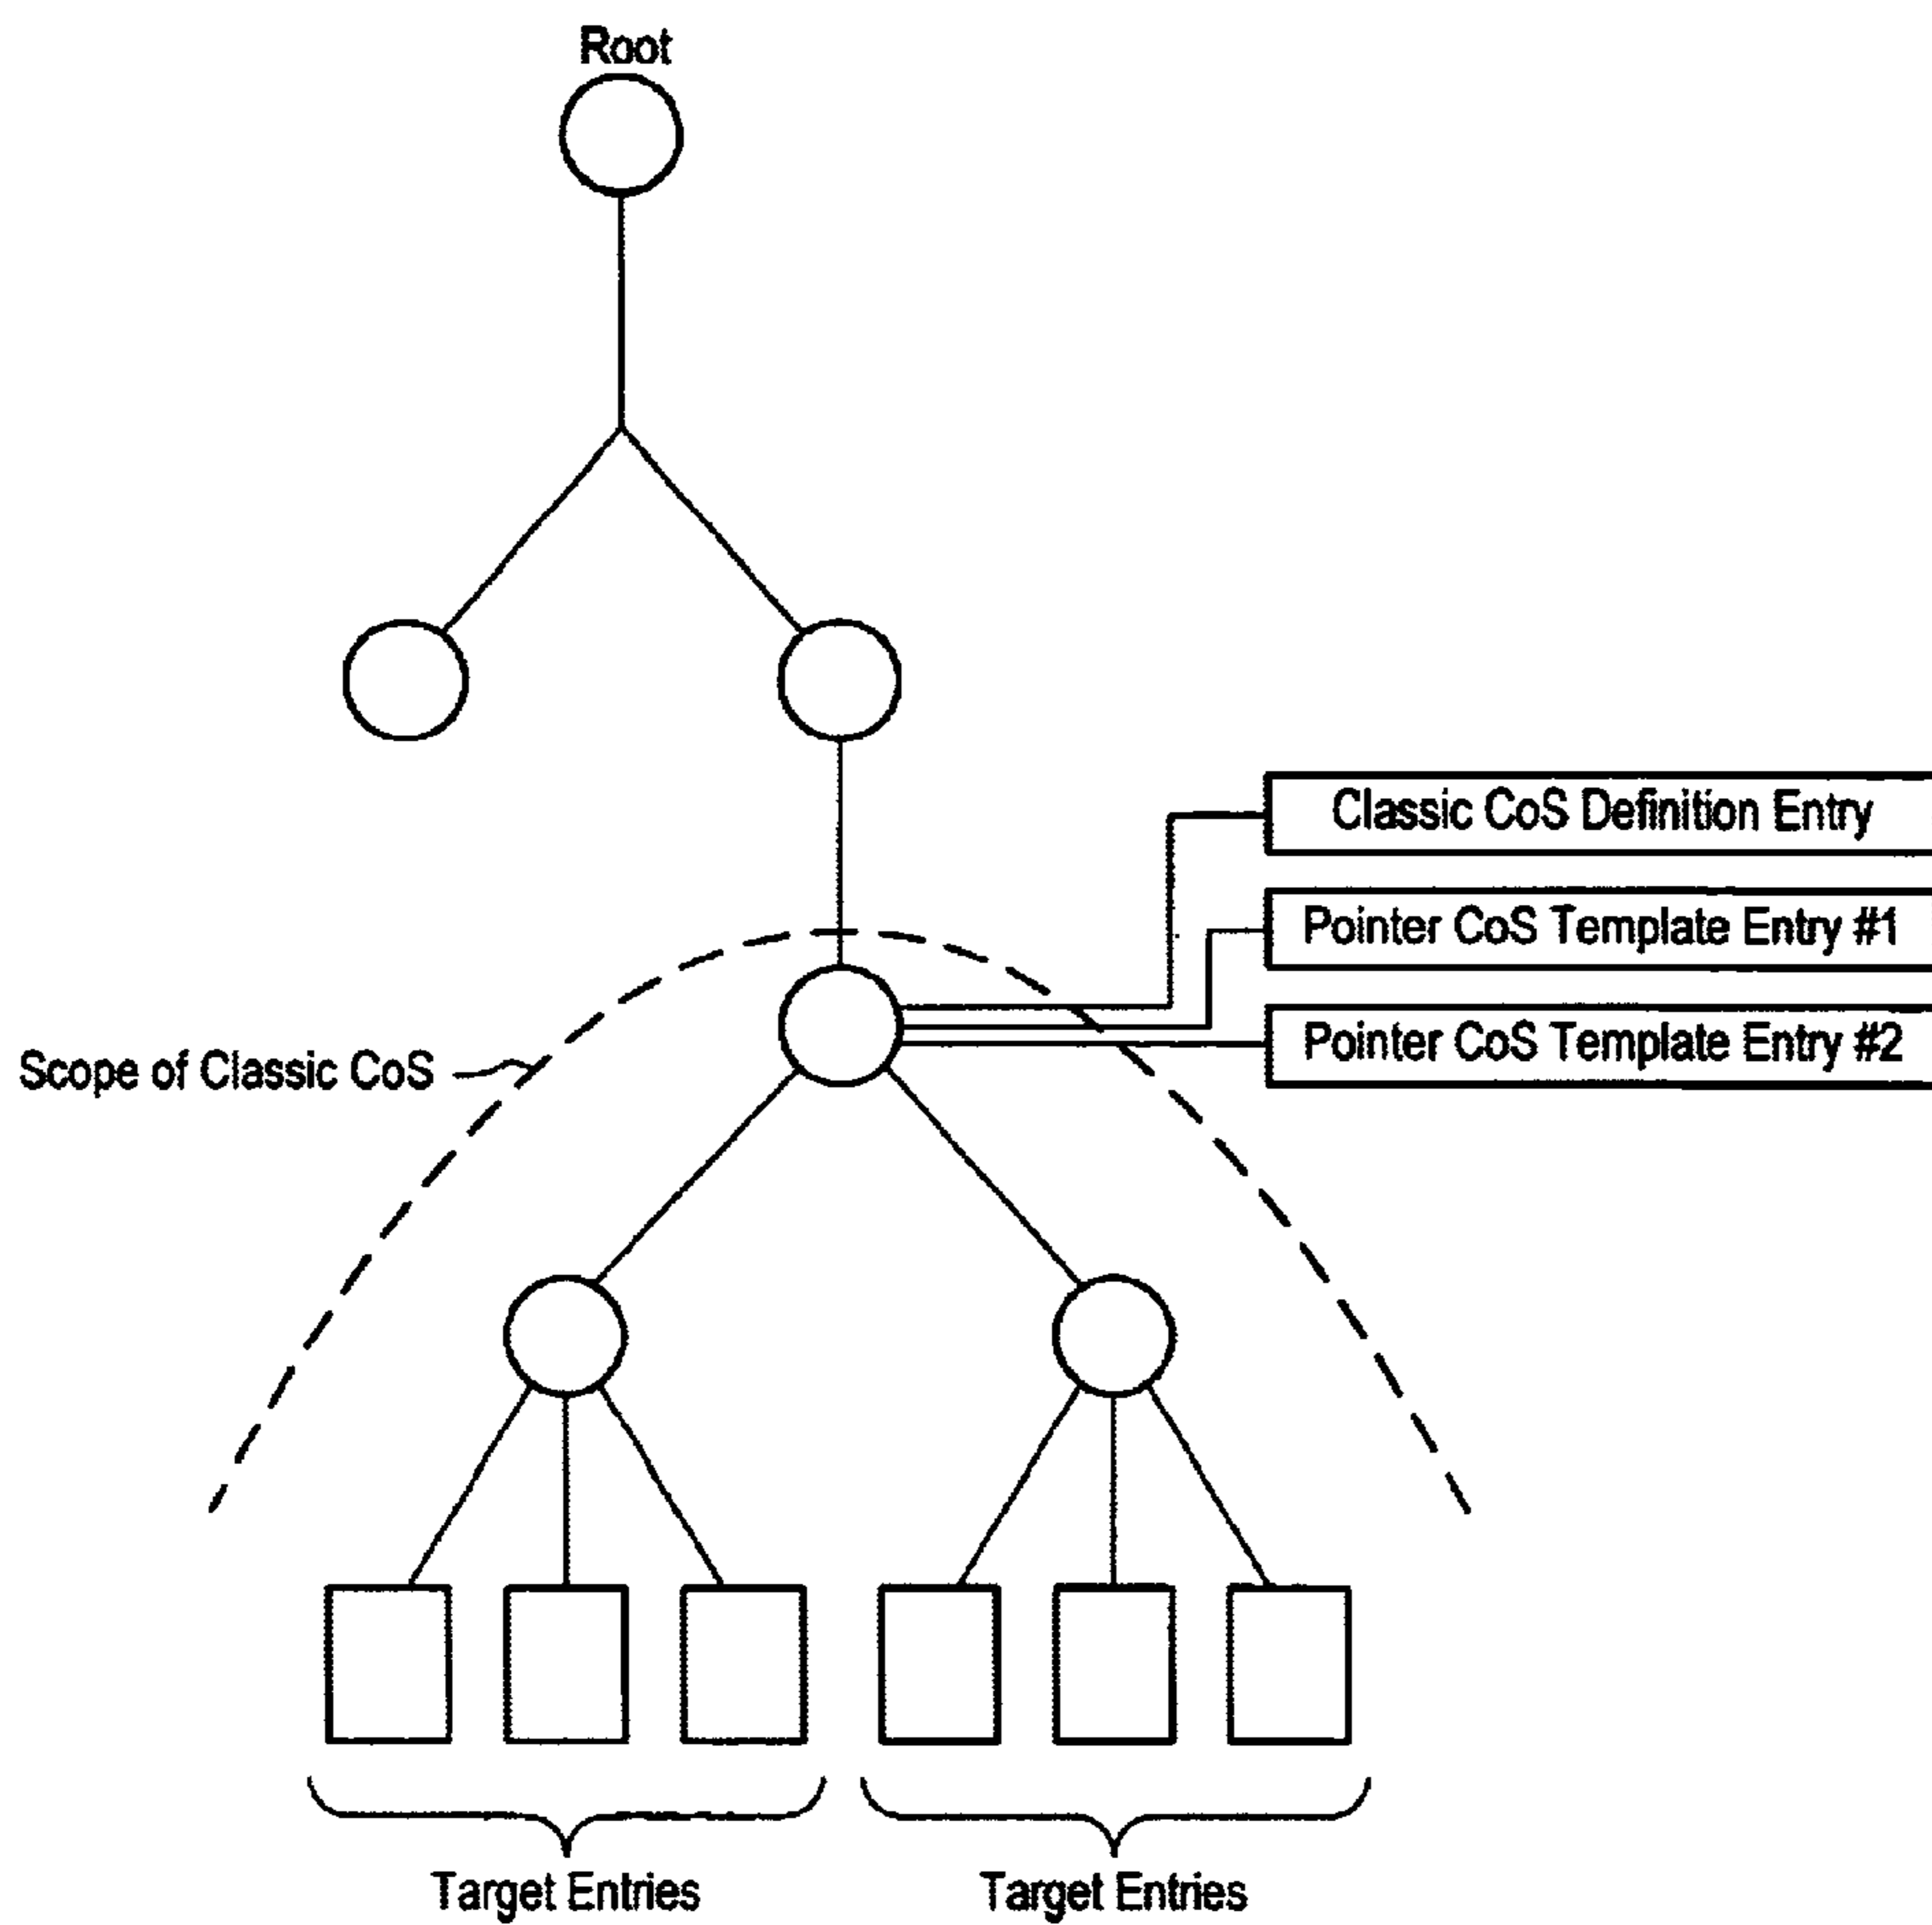 Root
Classic CoS Definition Entry
Pointer CoS Template Entry #1
Pointer CoS Template Entry #2
Scope of Classic CoS
Target Entries
Target Entries